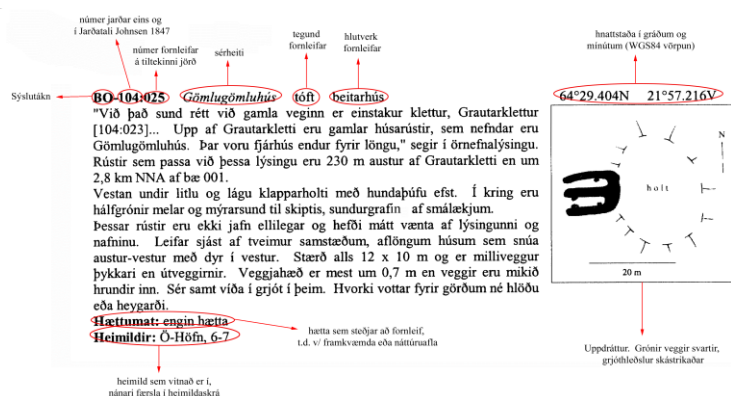 númer jarðar eins og
í Jarðatali Johnsen 1847
númer fornleifar
á tiltekinni jörð
sérheiti
tegund
fornleifar
hlutverk
fornleifar
hnattstaða í gráðum og
mínútum (WGS84 vörpun)
Sýslutákn
BO-104:025 Gömlugömluhús tóft beitarhús
64°29.404N 21°57.216V
"Við það sund rétt við gamla veginn er einstakur klettur, Grautarklettur
[104:023]... Upp af Grautarkletti eru gamlar húsarústir, sem nefndar eru
Gömlugömluhús. Þar voru fjárhús endur fyrir löngu," segir í örnefnalýsingu.
Rústir sem passa við þessa lýsingu eru 230 m austur af Grautarkletti en um
2,8 km NNA af bæ 001.
Vestan undir litlu og lágu klapparholti með hundaþúfu efst. Í kring eru
hálfgrónir melar og mýrarsund til skiptis, sundurgrafin af smálækjum.
Þessar rústir eru ekki jafn ellilegar og hefði mátt vænta af lýsingunni og
nafninu. Leifar sjást af tveimur samstæðum, aflöngum húsum sem snúa
austur-vestur með dyr í vestur. Stærð alls 12 x 10 m og er milliveggur
þykkari en útveggirnir. Veggjahæð er mest um 0,7 m en veggir eru mikið
hrundir inn. Sér samt víða í grjót í þeim. Hvorki vottar fyrir görðum né hlöðu
eða heygarði.
Hættumat: engin hætta
Heimildir: Ö-Höfn, 6-7
N
holt
20 m
hætta sem steðjar að fornleif,
t.d. v/ framkvæmda eða náttúruafla
Uppdráttur. Grónir veggir svartir,
grjóthleðslur skástrikaðar
heimild sem vitnað er í,
nánari færsla í heimildaskrá